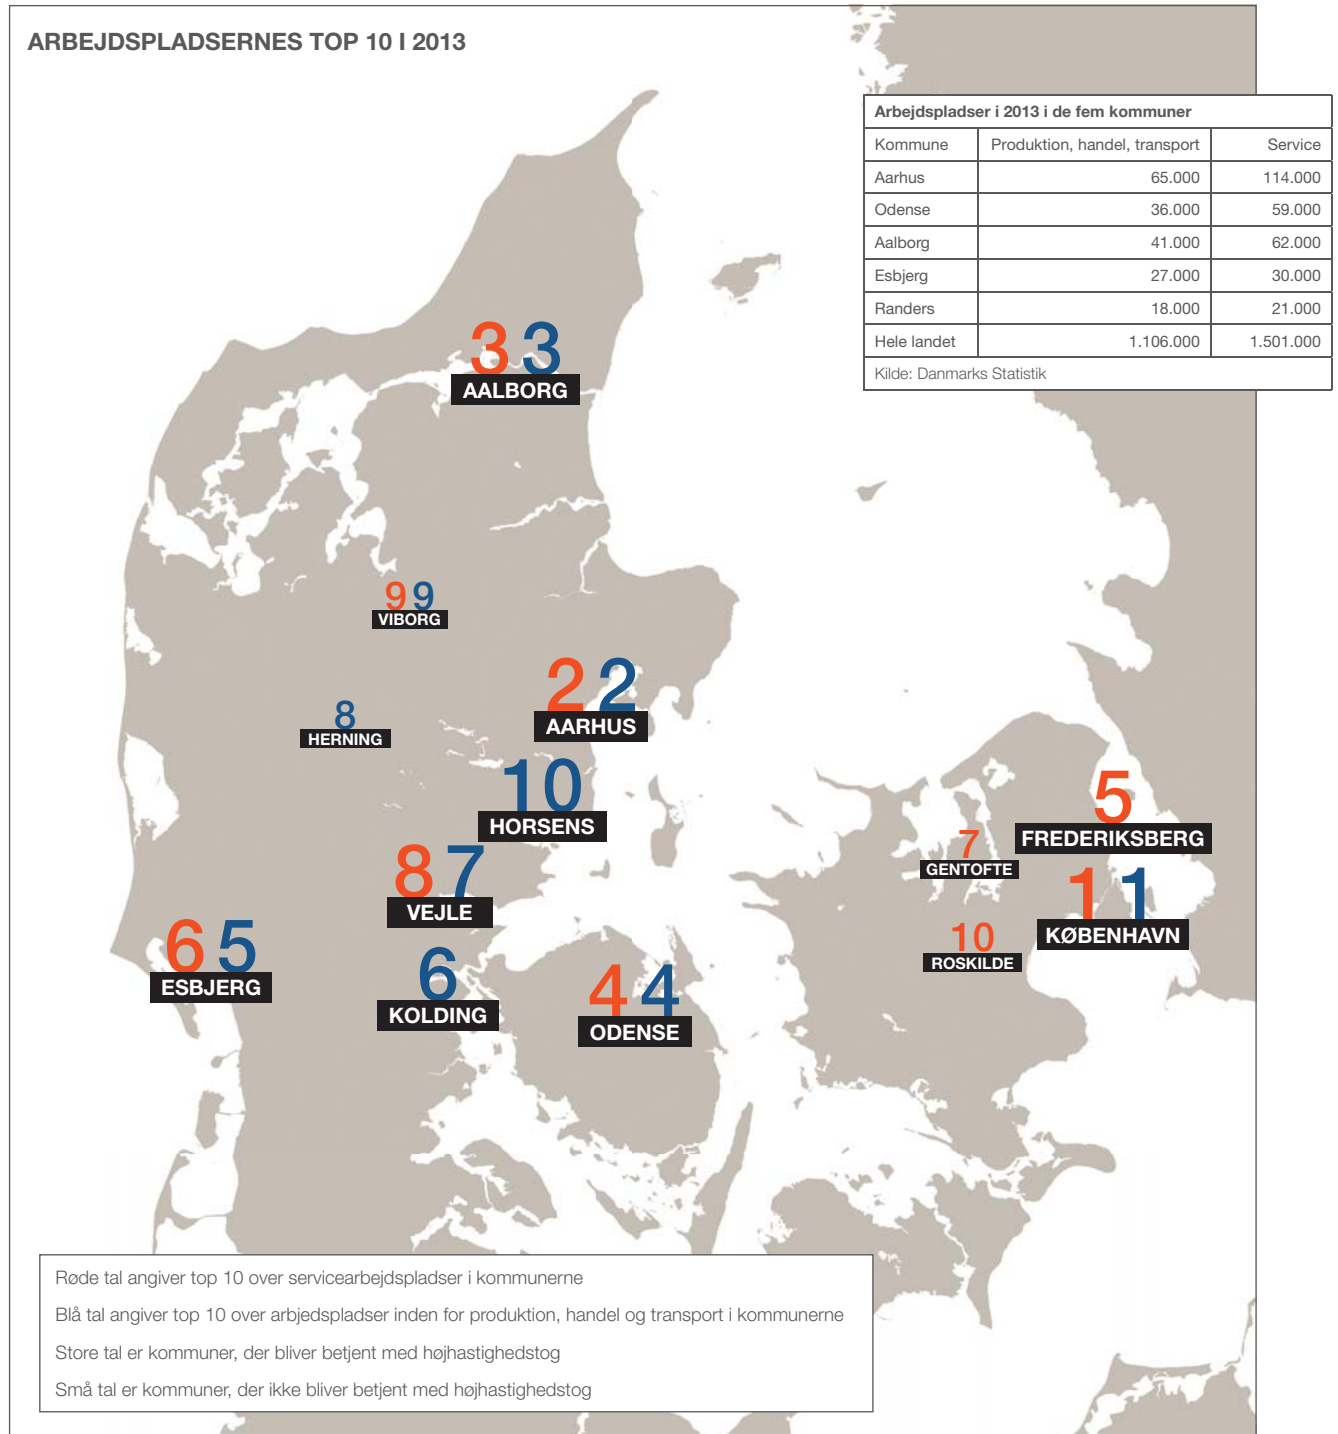 ARBEJDSPLADSERNES TOP 10 I 2013
Arbejdspladser i 2013 i de fem kommuner
Kommune Produktion, handel, transport Service
Aarhus 65.000 114.000
Odense 36.000 59.000
Aalborg 41.000 62.000
Esbjerg 27.000 30.000
Randers 18.000 21.000
Hele landet 1.106.000 1.501.000
Kilde: Danmarks Statistik
3 3
AALBORG
9 9
VIBORG
2 2
AARHUS
8
HERNING
10
HORSENS
5
FREDERIKSBERG
7
GENTOFTE
8 7
VEJLE
1 1
KØBENHAVN
6 5
ESBJERG
10
ROSKILDE
6
KOLDING
4 4
ODENSE
Røde tal angiver top 10 over servicearbejdspladser i kommunerne
Blå tal angiver top 10 over arbjedspladser inden for produktion, handel og transport i kommunerne
Store tal er kommuner, der bliver betjent med højhastighedstog
Små tal er kommuner, der ikke bliver betjent med højhastighedstog